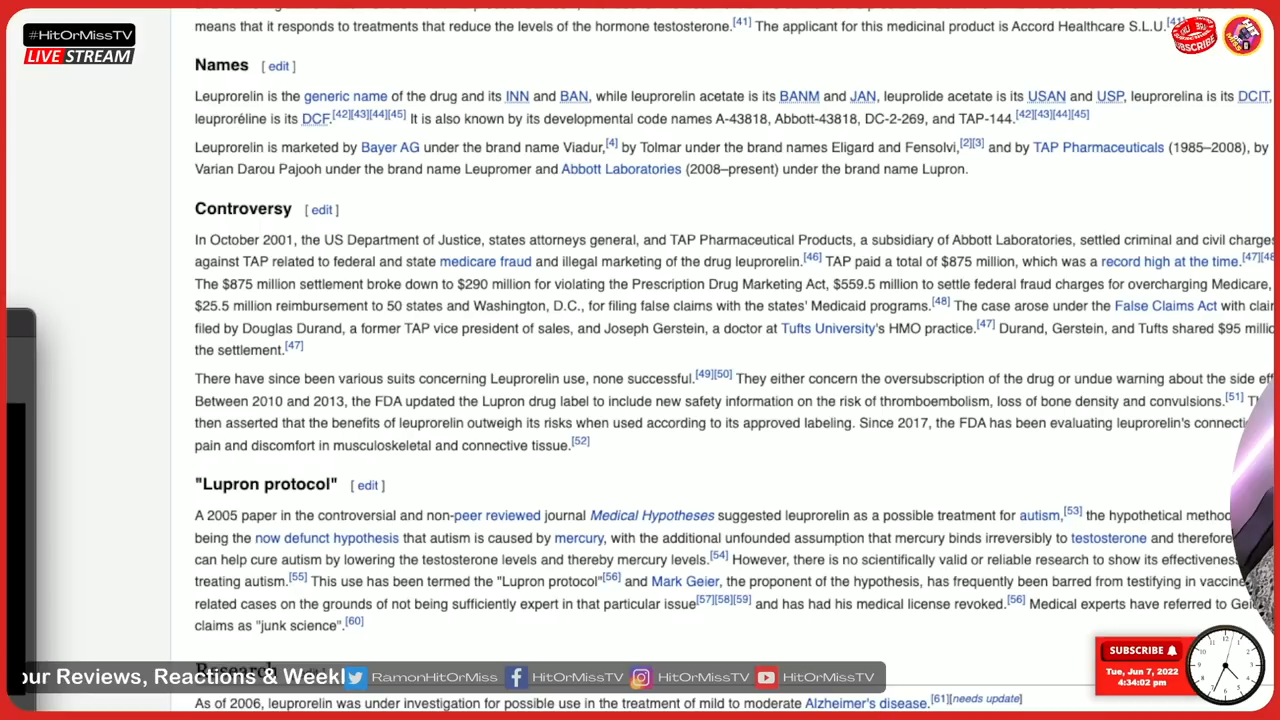 #HitOrMissTV
LIVE STREAM
means that it responds to treatments that reduce the levels of the hormone testosterone.[41] The applicant for this medicinal product is Accord Healthcare S.L.U.[41]
SUBSCRIBE
Names [ edit ]
Leuprorelin is the generic name of the drug and its INN and BAN, while leuprorelin acetate is its BANM and JAN, leuprolide acetate is its USAN and USP, leuprorelina is its DCIT,
leuproréline is its DCF.[42][43][44][45] It is also known by its developmental code names A-43818, Abbott-43818, DC-2-269, and TAP-144.[42][43][44][45]
Leuprorelin is marketed by Bayer AG under the brand name Viadur,[4] by Tolmar under the brand names Eligard and Fensolvi,[2][3] and by TAP Pharmaceuticals (1985–2008), by
Varian Darou Pajooh under the brand name Leupromer and Abbott Laboratories (2008–present) under the brand name Lupron.
Controversy [ edit ]
In October 2001, the US Department of Justice, states attorneys general, and TAP Pharmaceutical Products, a subsidiary of Abbott Laboratories, settled criminal and civil charges
against TAP related to federal and state medicare fraud and illegal marketing of the drug leuprorelin.[46] TAP paid a total of $875 million, which was a record high at the time.[47][48
The $875 million settlement broke down to $290 million for violating the Prescription Drug Marketing Act, $559.5 million to settle federal fraud charges for overcharging Medicare,
$25.5 million reimbursement to 50 states and Washington, D.C., for filing false claims with the states' Medicaid programs.[48] The case arose under the False Claims Act with clai
filed by Douglas Durand, a former TAP vice president of sales, and Joseph Gerstein, a doctor at Tufts University's HMO practice.[47] Durand, Gerstein, and Tufts shared $95 millio
the settlement.[47]
There have since been various suits concerning Leuprorelin use, none successful.[49][50] They either concern the oversubscription of the drug or undue warning about the side ef
Between 2010 and 2013, the FDA updated the Lupron drug label to include new safety information on the risk of thromboembolism, loss of bone density and convulsions.[51]
then asserted that the benefits of leuprorelin outweigh its risks when used according to its approved labeling. Since 2017, the FDA has been evaluating leuprorelin's connecti
pain and discomfort in musculoskeletal and connective tissue.[52]
"Lupron protocol" [ edit ]
A 2005 paper in the controversial and non-peer reviewed journal Medical Hypotheses suggested leuprorelin as a possible treatment for autism,[53] the hypothetical method
being the now defunct hypothesis that autism is caused by mercury, with the additional unfounded assumption that mercury binds irreversibly to testosterone and therefore
can help cure autism by lowering the testosterone levels and thereby mercury levels.[54] However, there is no scientifically valid or reliable research to show its effectiveness
treating autism.[55] This use has been termed the "Lupron protocol"[56] and Mark Geier, the proponent of the hypothesis, has frequently been barred from testifying in vaccine
related cases on the grounds of not being sufficiently expert in that particular issue[57][58][59] and has had his medical license revoked.[56] Medical experts have referred to Gei
claims as "junk science".[60]
Research
our Reviews, Reactions & Weekl RamonHitOrMiss HitOrMissTV HitOrMissTV HitOrMissTV
SUBSCRIBE
Tue, Jun 7, 2022
4:34:02 pm
As of 2006, leuprorelin was under investigation for possible use in the treatment of mild to moderate Alzheimer's disease.[61][needs update]